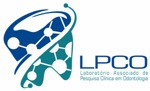 LPCO
Laboratório Associado de
Pesquisa Clínica em Odontologia